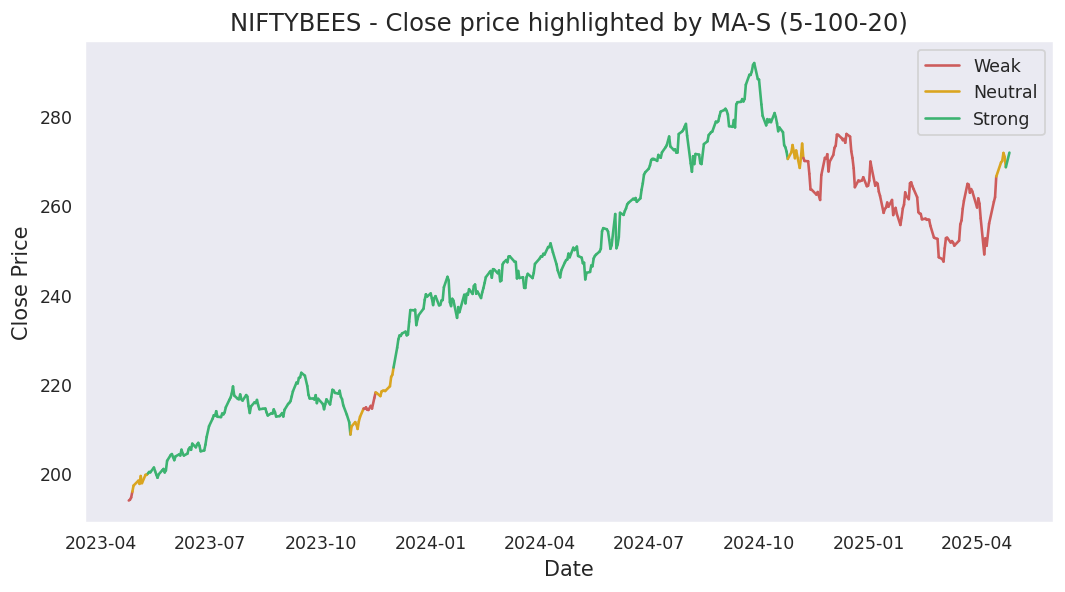 NIFTYBEES - Close price highlighted by MA-S (5-100-20)
Weak
Neutral
Strong
Close Price
280
260
240
220
200
2023-04 2023-07 2023-10 2024-01 2024-04 2024-07 2024-10 2025-01 2025-04
Date